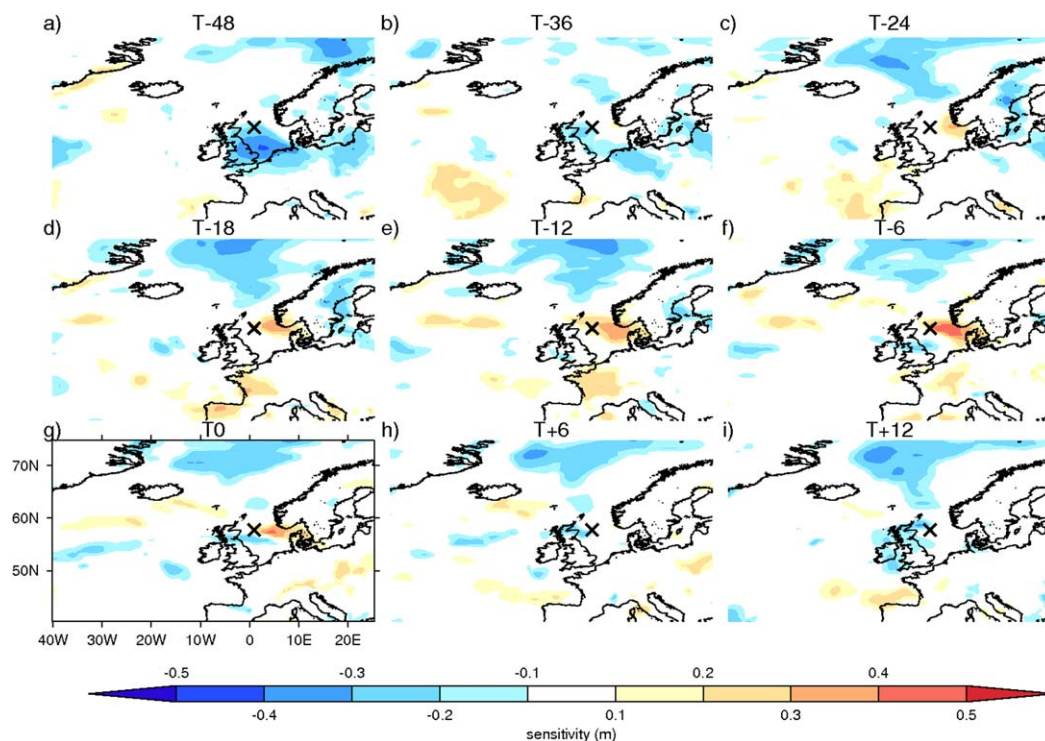 a) T-48 b) T-36 c) T-24
d) T-18 e) T-12 f) T-6
g) T0 h) T+6 i) T+12
70N
60N
50N
40W 30W 20W 10W 0 10E 20E
-0.5 -0.3 -0.1 0.2 0.4
-0.4 -0.2 0.1 0.3 0.5
sensitivity (m)